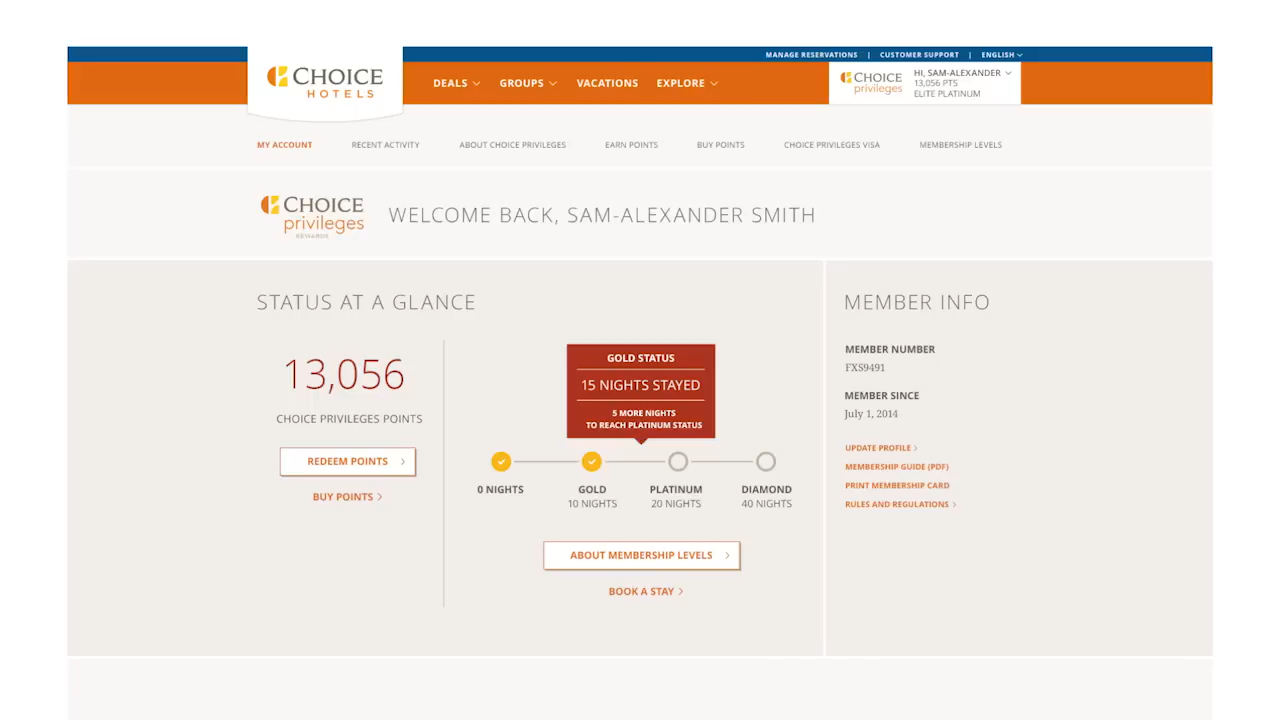 MANAGE RESERVATIONS | CUSTOMER SUPPORT | ENGLISH
CHOICE
HOTELS
DEALS GROUPS VACATIONS EXPLORE
CHOICE
privileges
HI, SAM-ALEXANDER
13,056 PTS
ELITE PLATINUM
MY ACCOUNT RECENT ACTIVITY ABOUT CHOICE PRIVILEGES EARN POINTS BUY POINTS CHOICE PRIVILEGES VISA MEMBERSHIP LEVELS
CHOICE
privileges
REWARDS
WELCOME BACK, SAM-ALEXANDER SMITH
STATUS AT A GLANCE
13,056
CHOICE PRIVILEGES POINTS
REDEEM POINTS
BUY POINTS
GOLD STATUS
15 NIGHTS STAYED
5 MORE NIGHTS
TO REACH PLATINUM STATUS
0 NIGHTS GOLD PLATINUM DIAMOND
10 NIGHTS 20 NIGHTS 40 NIGHTS
ABOUT MEMBERSHIP LEVELS
BOOK A STAY
MEMBER INFO
MEMBER NUMBER
FXS9491
MEMBER SINCE
July 1, 2014
UPDATE PROFILE
MEMBERSHIP GUIDE (PDF)
PRINT MEMBERSHIP CARD
RULES AND REGULATIONS